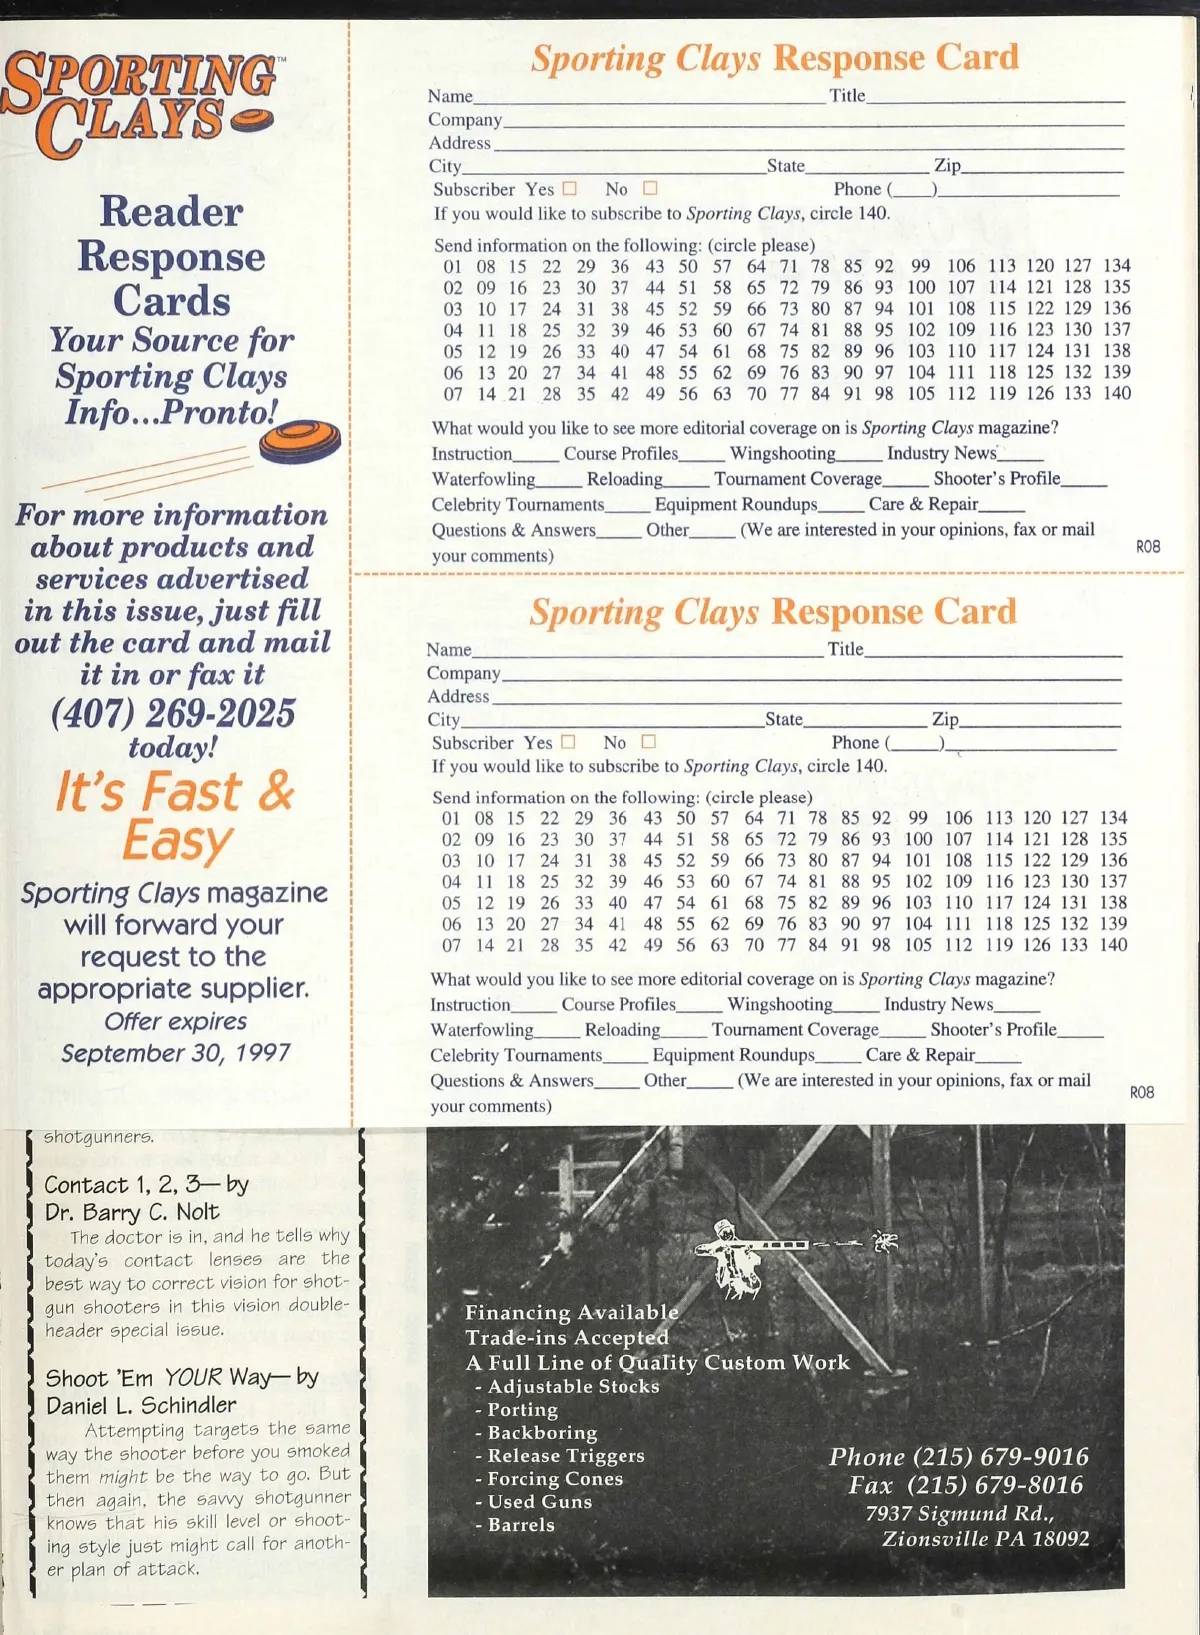 SPORTING™
CLAYS
Reader
Response
Cards
Your Source for
Sporting Clays
Info...Pronto!
For more information
about products and
services advertised
in this issue, just fill
out the card and mail
it in or fax it
(407) 269-2025
today!
It's Fast &
Easy
Sporting Clays magazine
will forward your
request to the
appropriate supplier.
Offer expires
September 30, 1997
Sporting Clays Response Card
Name Title
Company
Address
City State Zip
Subscriber Yes No Phone ( )
If you would like to subscribe to Sporting Clays, circle 140.
Send information on the following: (circle please)
01 08 15 22 29 36 43 50 57 64 71 78 85 92 99 106 113 120 127 134
02 09 16 23 30 37 44 51 58 65 72 79 86 93 100 107 114 121 128 135
03 10 17 24 31 38 45 52 59 66 73 80 87 94 101 108 115 122 129 136
04 11 18 25 32 39 46 53 60 67 74 81 88 95 102 109 116 123 130 137
05 12 19 26 33 40 47 54 61 68 75 82 89 96 103 110 117 124 131 138
06 13 20 27 34 41 48 55 62 69 76 83 90 97 104 111 118 125 132 139
07 14 21 28 35 42 49 56 63 70 77 84 91 98 105 112 119 126 133 140
What would you like to see more editorial coverage on is Sporting Clays magazine?
Instruction Course Profiles Wingshooting Industry News
Waterfowling Reloading Tournament Coverage Shooter's Profile
Celebrity Tournaments Equipment Roundups Care & Repair
Questions & Answers Other (We are interested in your opinions, fax or mail
your comments)
R08
Sporting Clays Response Card
Name Title
Company
Address
City State Zip
Subscriber Yes No Phone ( )
If you would like to subscribe to Sporting Clays, circle 140.
Send information on the following: (circle please)
01 08 15 22 29 36 43 50 57 64 71 78 85 92 99 106 113 120 127 134
02 09 16 23 30 37 44 51 58 65 72 79 86 93 100 107 114 121 128 135
03 10 17 24 31 38 45 52 59 66 73 80 87 94 101 108 115 122 129 136
04 11 18 25 32 39 46 53 60 67 74 81 88 95 102 109 116 123 130 137
05 12 19 26 33 40 47 54 61 68 75 82 89 96 103 110 117 124 131 138
06 13 20 27 34 41 48 55 62 69 76 83 90 97 104 111 118 125 132 139
07 14 21 28 35 42 49 56 63 70 77 84 91 98 105 112 119 126 133 140
What would you like to see more editorial coverage on is Sporting Clays magazine?
Instruction Course Profiles Wingshooting Industry News
Waterfowling Reloading Tournament Coverage Shooter's Profile
Celebrity Tournaments Equipment Roundups Care & Repair
Questions & Answers Other (We are interested in your opinions, fax or mail
your comments)
R08
shotgunners.
Contact 1, 2, 3—by
Dr. Barry C. Nolt
The doctor is in, and he tells why
today's contact lenses are the
best way to correct vision for shot-
gun shooters in this vision double-
header special issue.
Shoot 'Em YOUR Way—by
Daniel L. Schindler
Attempting targets the same
way the shooter before you smoked
them might be the way to go. But
then again, the savvy shotgunner
knows that his skill level or shoot-
ing style just might call for anoth-
er plan of attack.
Financing Available
Trade-ins Accepted
A Full Line of Quality Custom Work
- Adjustable Stocks
- Porting
- Backboring
- Release Triggers
- Forcing Cones
- Used Guns
- Barrels
Phone (215) 679-9016
Fax (215) 679-8016
7937 Sigmund Rd.,
Zionsville PA 18092